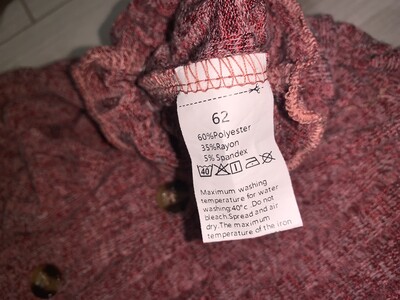 62
60%Polyester
35%Rayon
5% Spandex
40
Maximum washing
temperature for water
washing:40°c .Do not
bleach.Spread and air
dry.The maximum
temperature of the iron